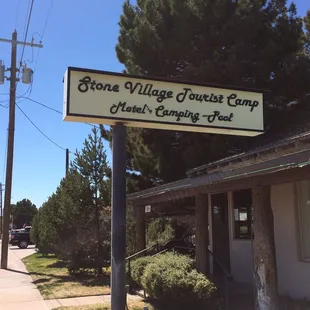 Stone Village Tourist Camp
Motel - Camping - Pool